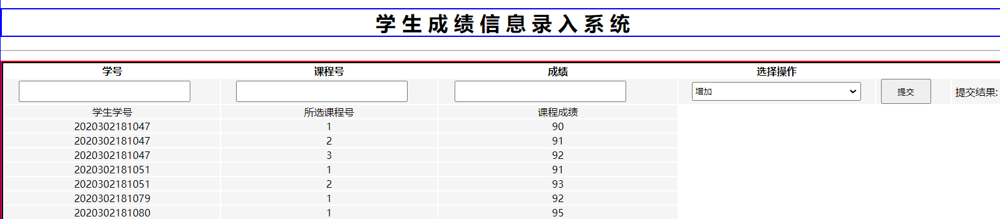 学生成绩信息录入系统
学号 课程号 成绩 选择操作
增加 提交 提交结果:
学生学号 所选课程号 课程成绩
2020302181047 1 90
2020302181047 2 91
2020302181047 3 92
2020302181051 1 91
2020302181051 2 93
2020302181079 1 92
2020302181080 1 95